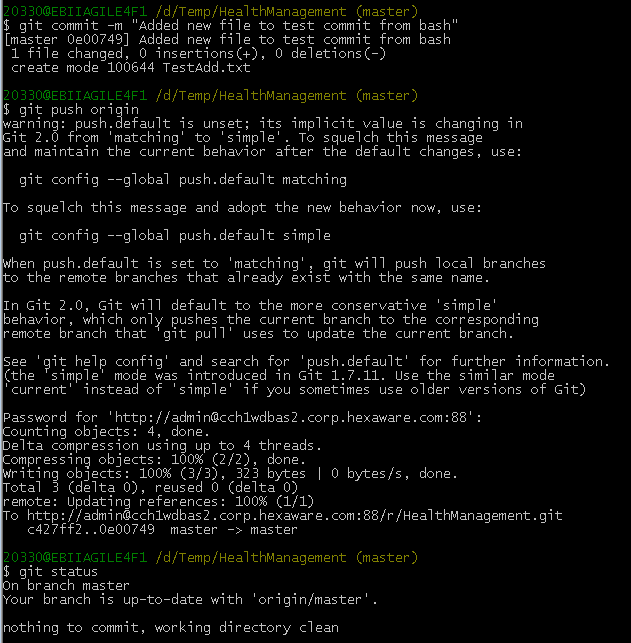 20330@EBIIAGILE4F1 /d/Temp/HealthManagement (master)
$ git commit -m "Added new file to test commit from bash"
[master 0e00749] Added new file to test commit from bash
1 file changed, 0 insertions(+), 0 deletions(-)
create mode 100644 TestAdd.txt
20330@EBIIAGILE4F1 /d/Temp/HealthManagement (master)
$ git push origin
warning: push.default is unset; its implicit value is changing in
Git 2.0 from 'matching' to 'simple'. To squelch this message
and maintain the current behavior after the default changes, use:
git config --global push.default matching
To squelch this message and adopt the new behavior now, use:
git config --global push.default simple
When push.default is set to 'matching', git will push local branches
to the remote branches that already exist with the same name.
In Git 2.0, Git will default to the more conservative 'simple'
behavior, which only pushes the current branch to the corresponding
remote branch that 'git pull' uses to update the current branch.
See 'git help config' and search for 'push.default' for further information.
(the 'simple' mode was introduced in Git 1.7.11. Use the similar mode
'current' instead of 'simple' if you sometimes use older versions of Git)
Password for 'http://admin@cch1wdbas2.corp.hexaware.com:88':
Counting objects: 4, done.
Delta compression using up to 4 threads.
Compressing objects: 100% (2/2), done.
Writing objects: 100% (3/3), 323 bytes | 0 bytes/s, done.
Total 3 (delta 0), reused 0 (delta 0)
remote: Updating references: 100% (1/1)
To http://admin@cch1wdbas2.corp.hexaware.com:88/r/HealthManagement.git
c427ff2..0e00749  master -> master
20330@EBIIAGILE4F1 /d/Temp/HealthManagement (master)
$ git status
On branch master
Your branch is up-to-date with 'origin/master'.
nothing to commit, working directory clean